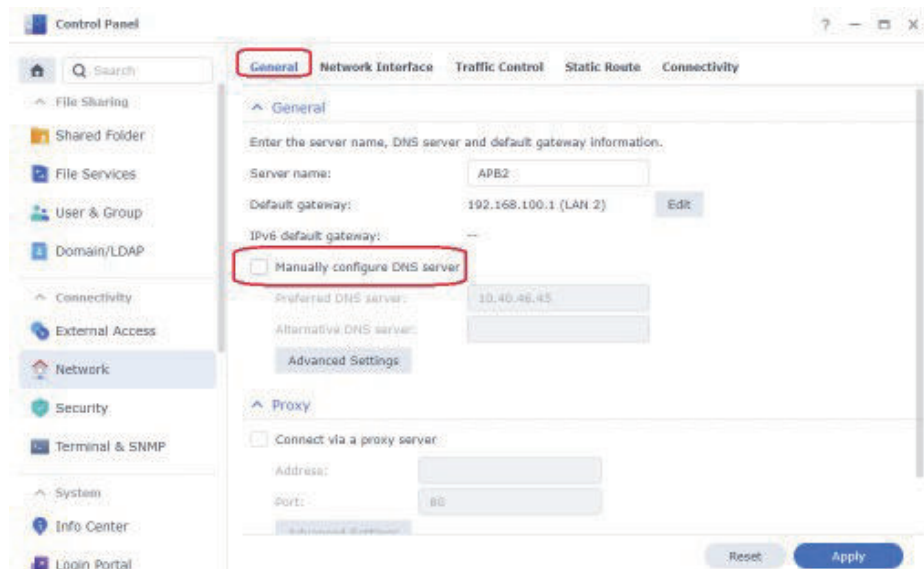 Control Panel
Search
General Network Interface Traffic Control Static Route Connectivity
File Sharing
Shared Folder
File Services
User & Group
Domain/LDAP
Connectivity
External Access
Network
Security
Terminal & SNMP
System
Info Center
Login Portal
General
Enter the server name, DNS server and default gateway information.
Server name: APB2
Default gateway: 192.168.100.1 (LAN 2) Edit
IPv6 default gateway: --
Manually configure DNS server
Preferred DNS server: 10.40.46.45
Alternative DNS server:
Advanced Settings
Proxy
Connect via a proxy server
Address:
Port: 80
Advanced Settings
Reset Apply